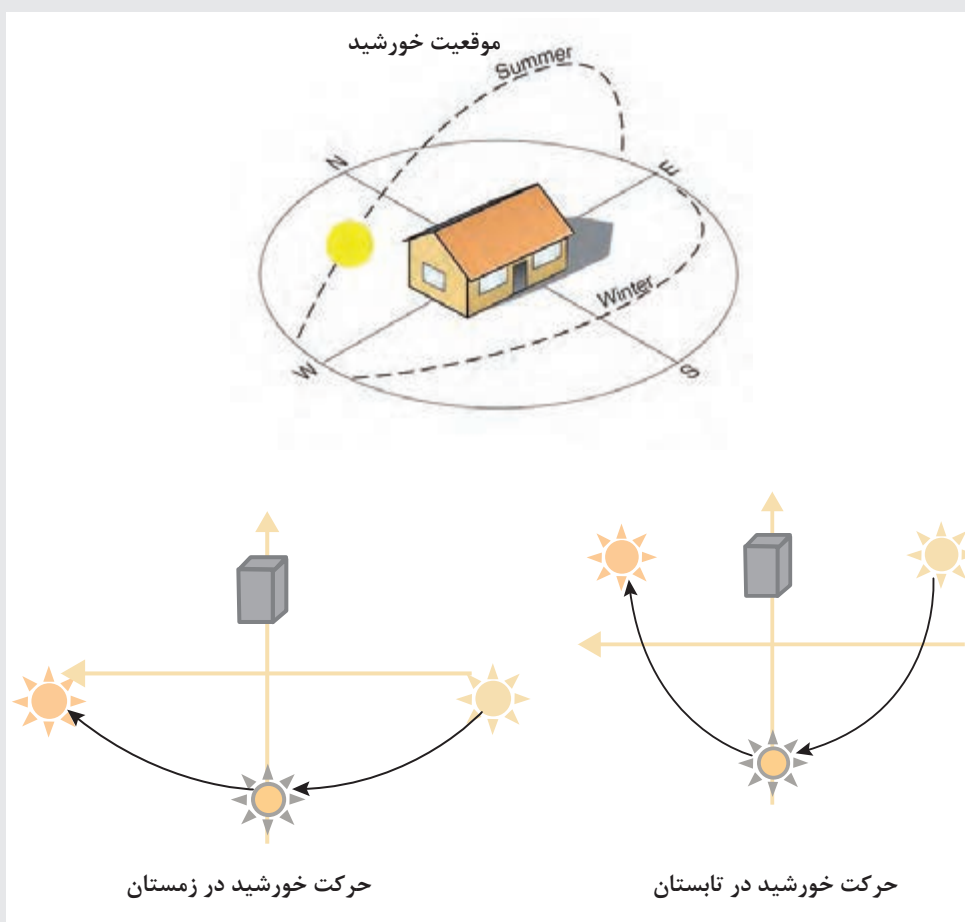 موقعیت خورشید
Summer
N
E
Winter
W
S
حرکت خورشید در تابستان
حرکت خورشید در زمستان